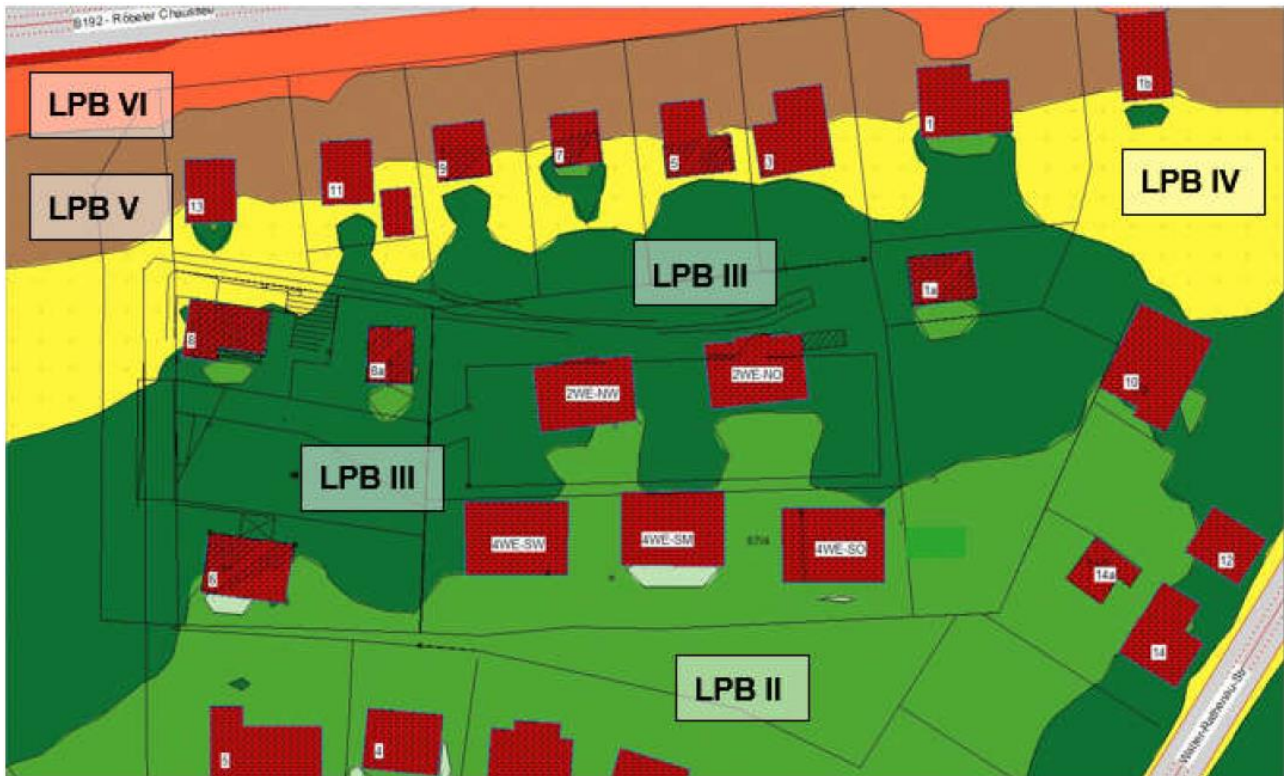 B192 - Röbeler Chaussee
LPB VI
1b
1
7
9
5
3
11
LPB IV
13
LPB V
LPB III
1a
8
8a
2WE-NO
2WE-NW
10
LPB III
4WE-SW
4WE-SM
4WE-SO
12
14a
6
14
LPB II
Walter-Rathenau-Str
4
5